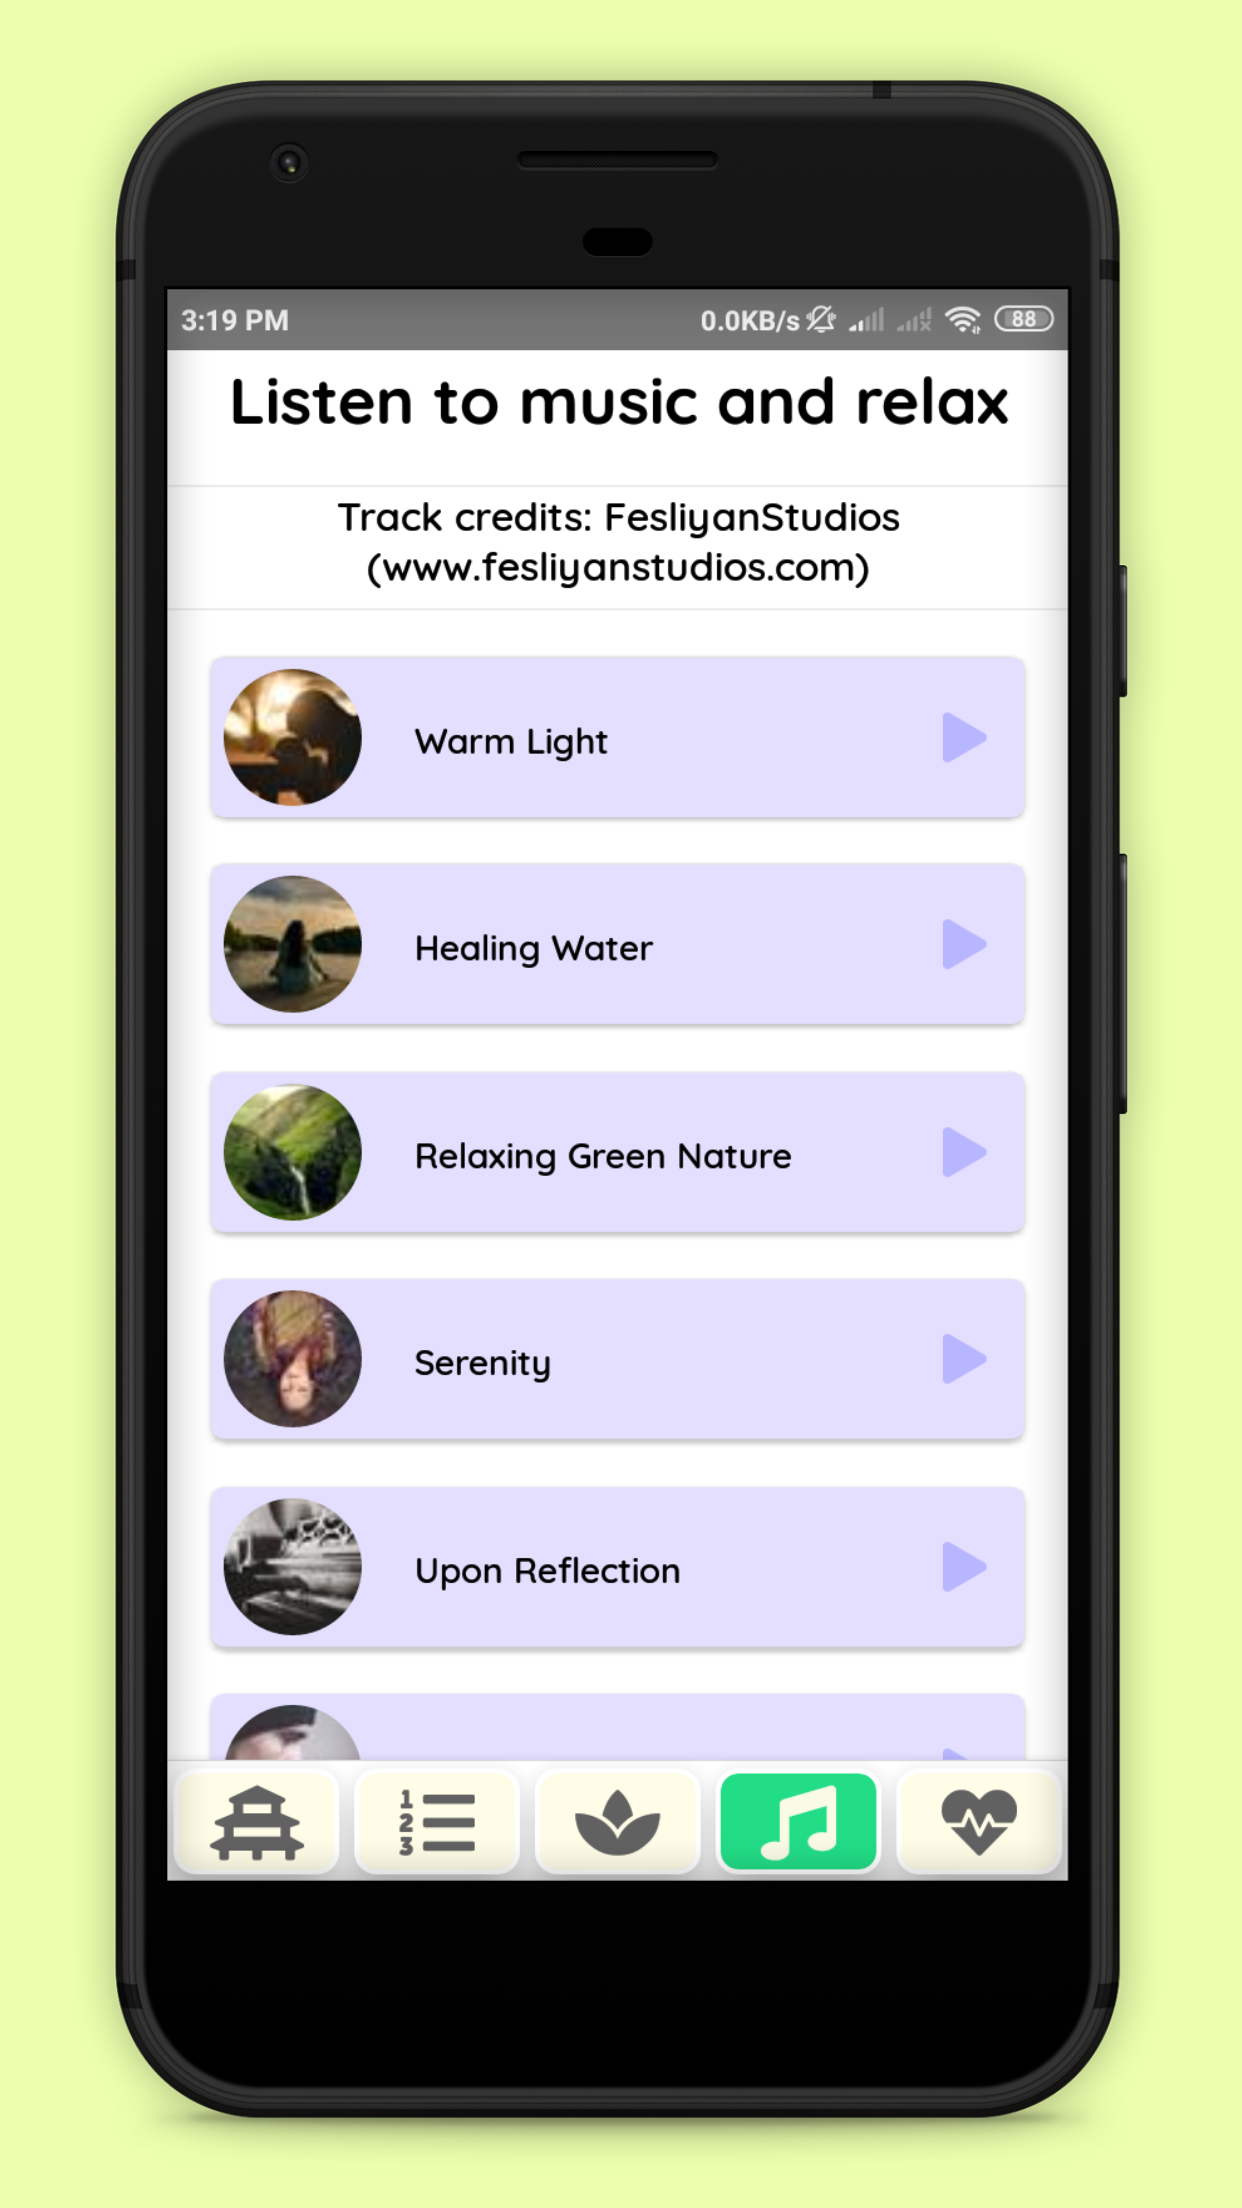 3:19 PM 0.0KB/s 88
Listen to music and relax
Track credits: FesliyanStudios
(www.fesliyanstudios.com)
Warm Light
Healing Water
Relaxing Green Nature
Serenity
Upon Reflection
1
2
3